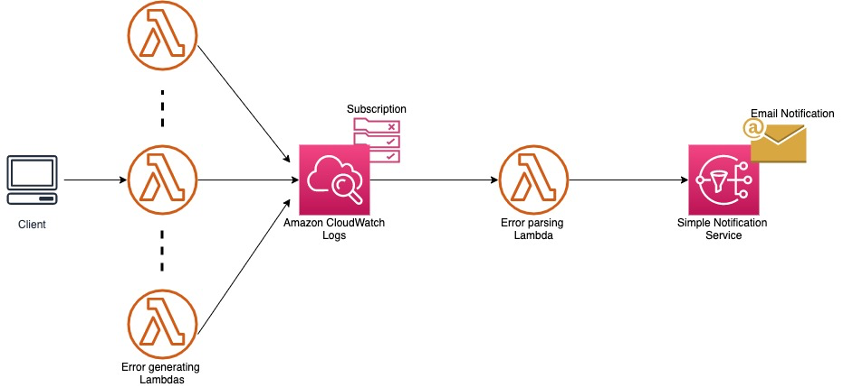 Subscription
Email Notification
@
Client
Amazon CloudWatch
Logs
Error parsing
Lambda
Simple Notification
Service
Error generating
Lambdas